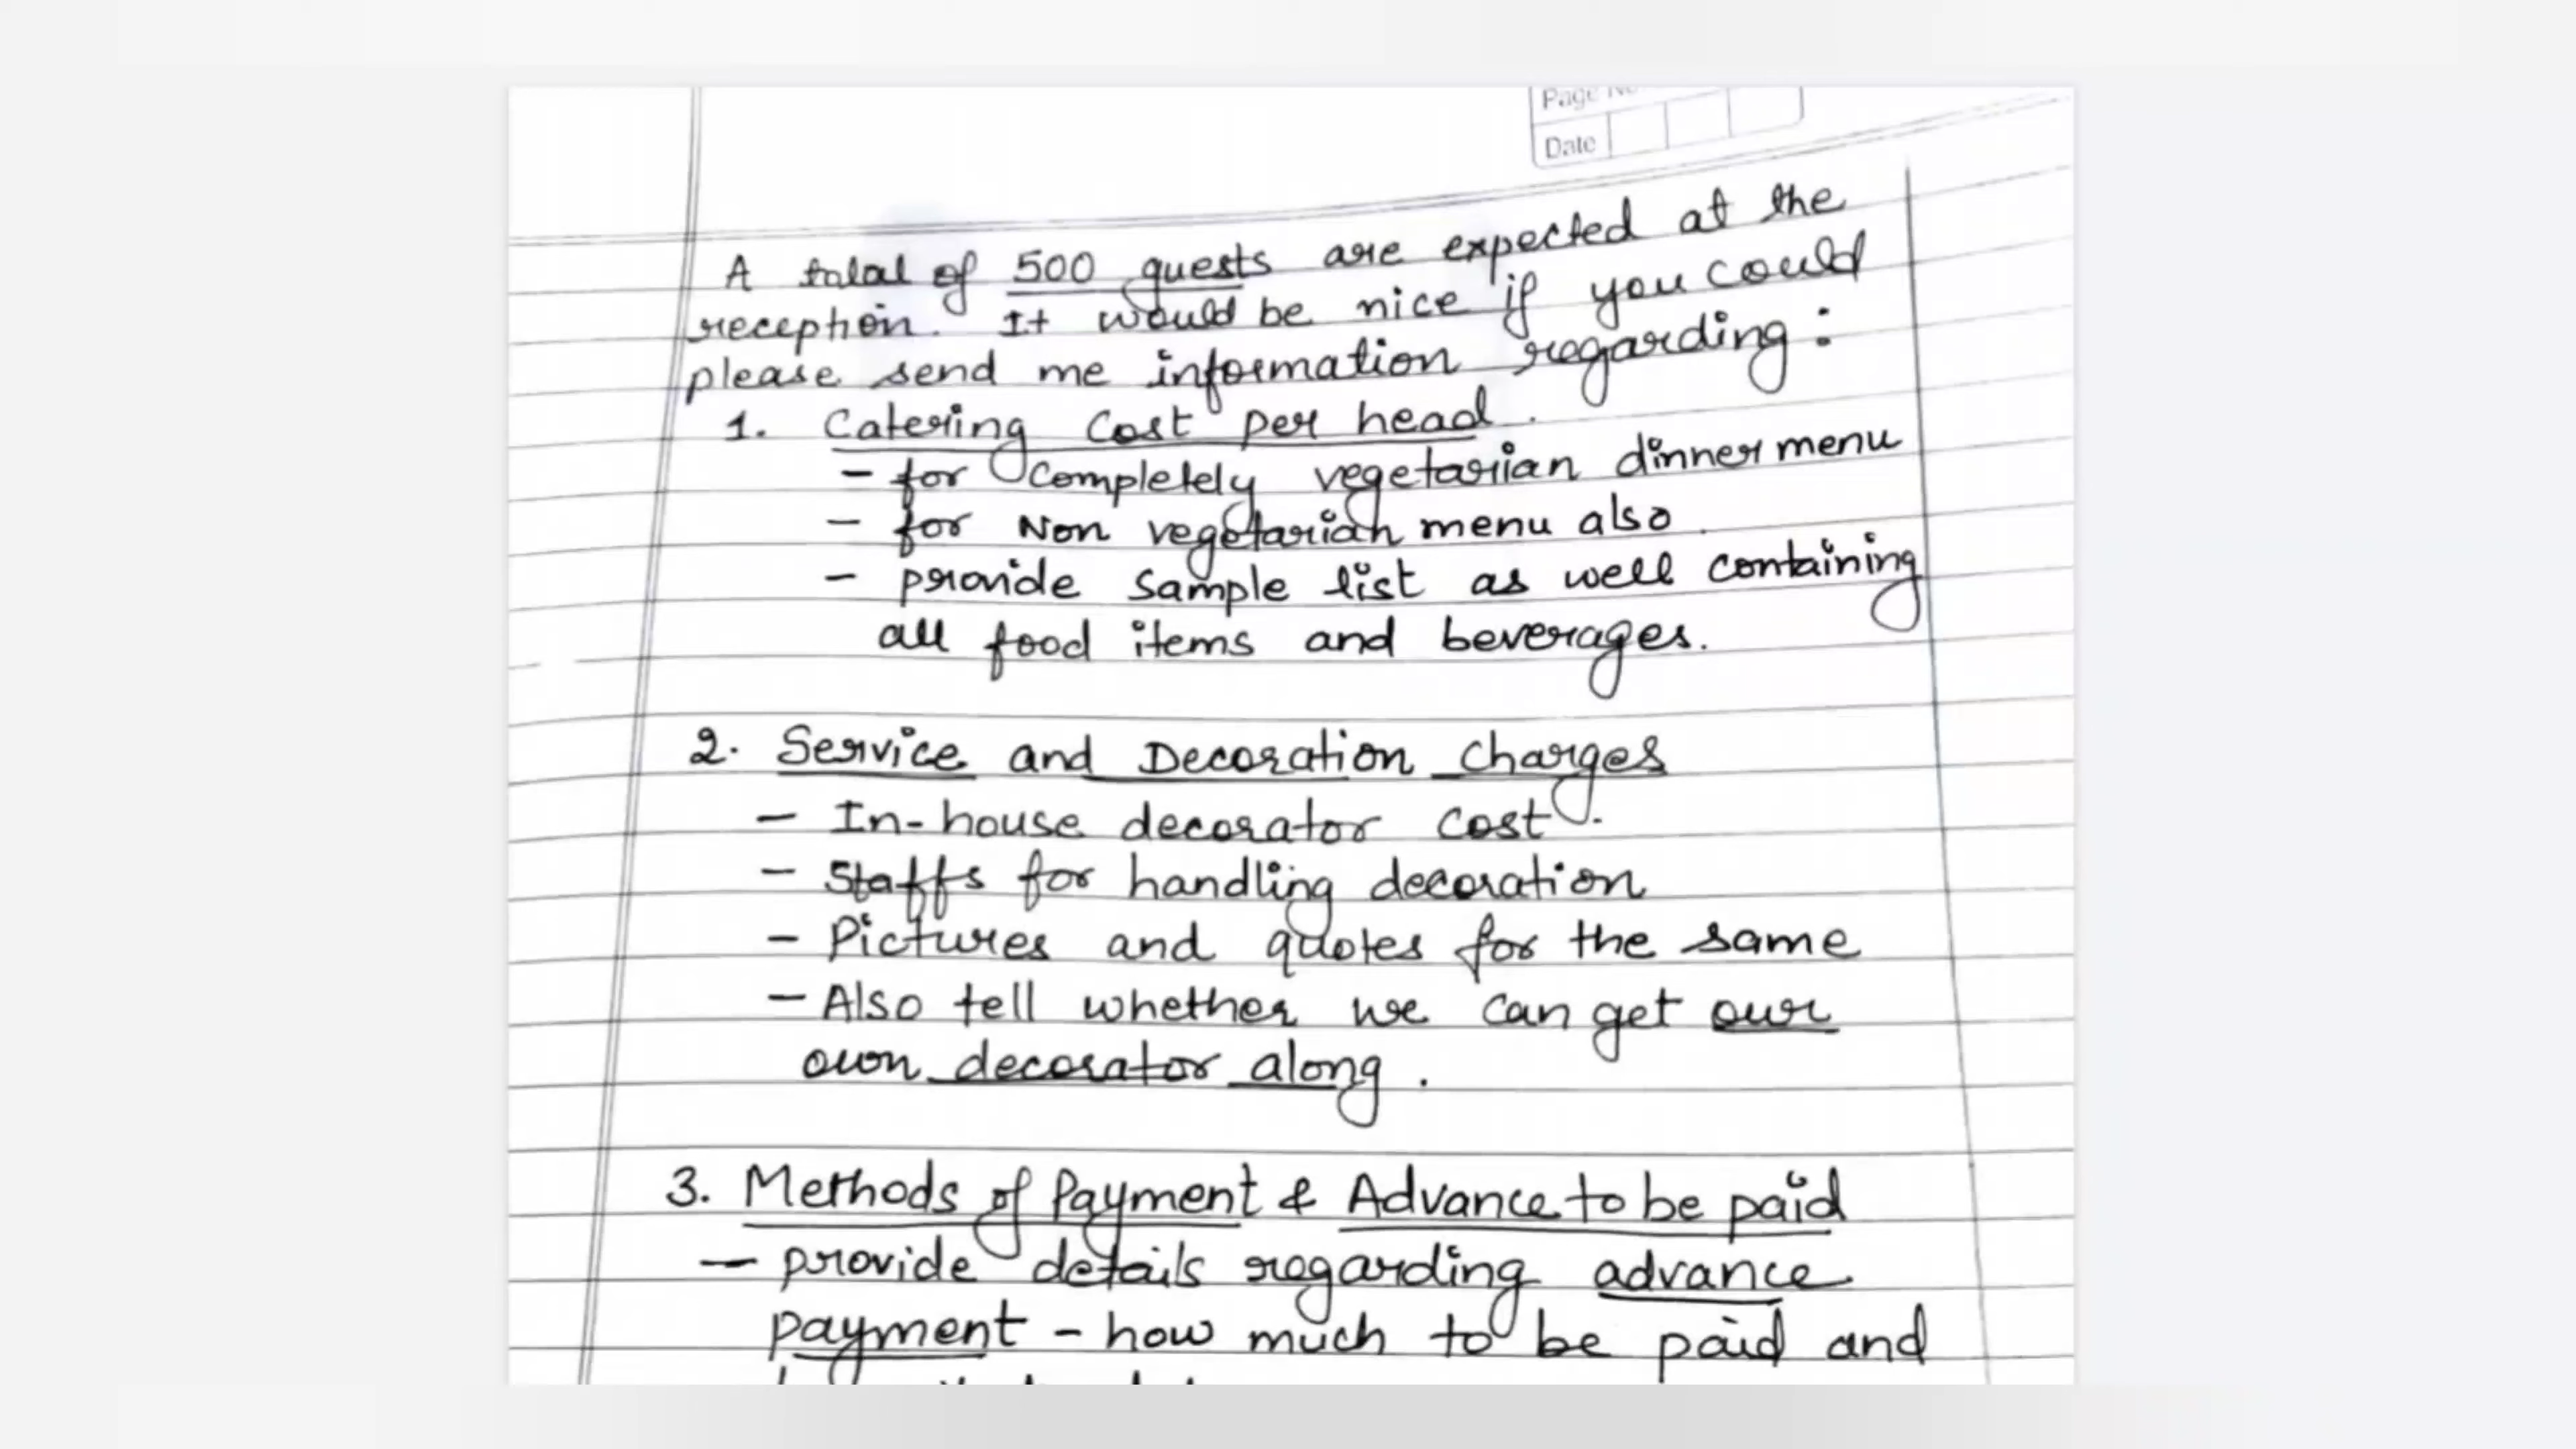 Page No
Date
A total of 500 guests are expected at the
reception. It would be nice if you could
please send me information regarding:
1. Catering Cost per head.
- for Completely vegetarian dinner menu
- for Non vegetarian menu also.
- provide sample list as well containing
all food items and beverages.
2. Service and Decoration Charges
- In-house decorator cost.
- Staffs for handling decoration
- Pictures and quotes for the same
- Also tell whether we can get our
own decorator along.
3. Methods of Payment & Advance to be paid
- provide details regarding advance
payment - how much to be paid and